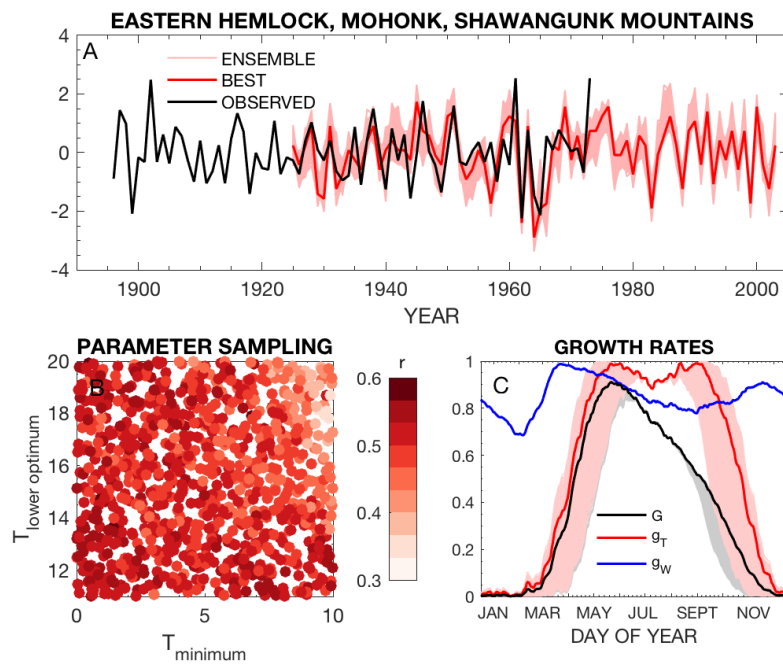 EASTERN HEMLOCK, MOHONK, SHAWANGUNK MOUNTAINS
A
ENSEMBLE
BEST
OBSERVED
4
2
0
-2
-4
1900
1920
1940
1960
1980
2000
YEAR
PARAMETER SAMPLING
B
T lower optimum
20
18
16
14
12
0
5
10
T minimum
r
0.6
0.5
0.4
0.3
GROWTH RATES
C
1
0.8
0.6
0.4
0.2
0
G
gT
gW
JAN
MAR
MAY
JUL
SEPT
NOV
DAY OF YEAR